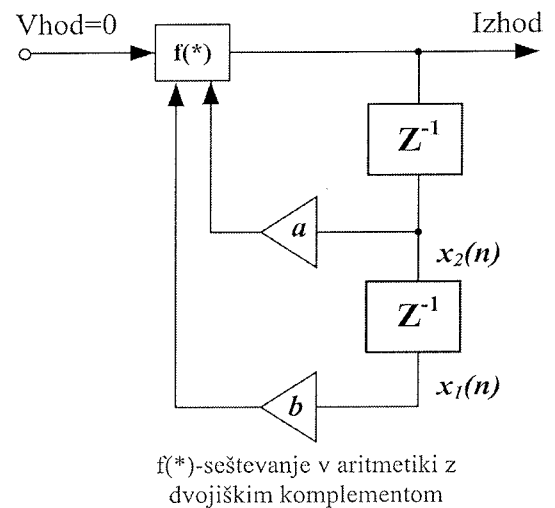 Vhod=0
Izhod
f(*)
Z⁻¹
a
x₂(n)
Z⁻¹
x₁(n)
b
f(*)-seštevanje v aritmetiki z
dvojiškim komplementom